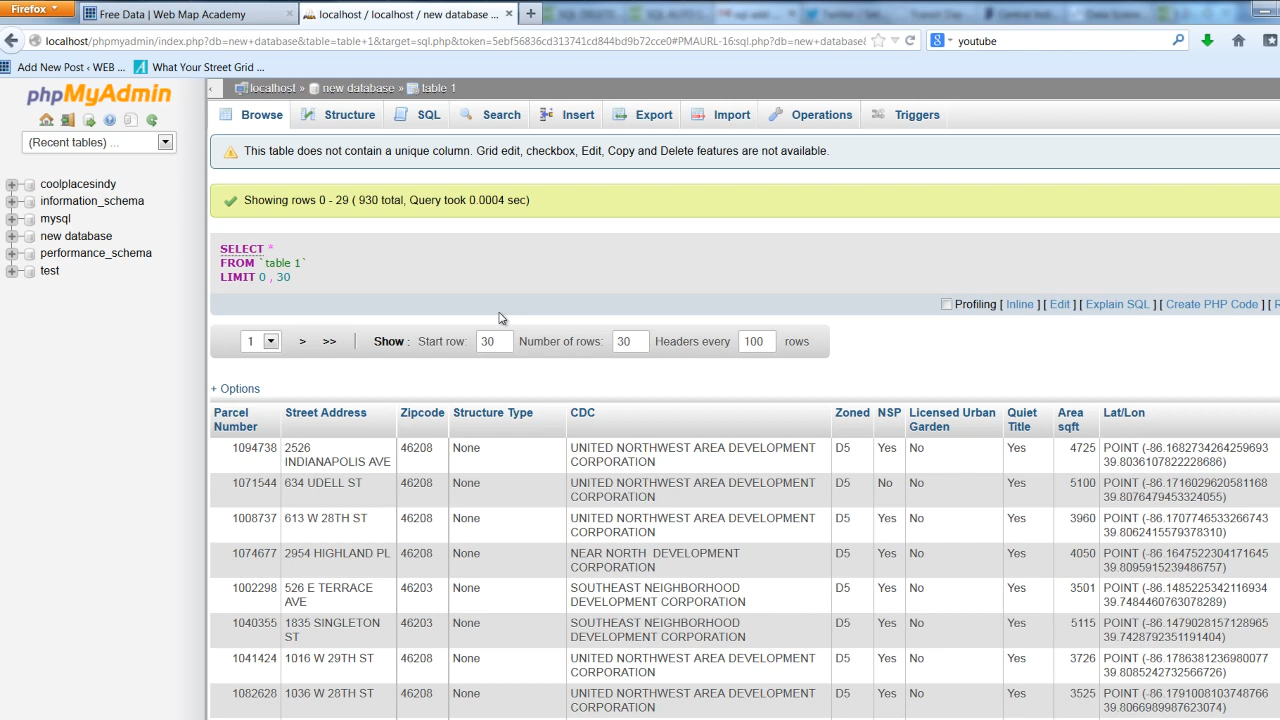 Firefox
Free Data | Web Map Academy
localhost / localhost / new database ...
localhost/phpmyadmin/index.php?db=new+database&table=table+1&target=sql.php&token=5ebf56836cd313741cd844bd9b72cce0#PMAURL-16:sql.php?db=new+database&
youtube
Add New Post ‹ WEB ...
What Your Street Grid ...
phpMyAdmin
(Recent tables) ...
coolplacesindy
information_schema
mysql
new database
performance_schema
test
localhost » new database » table 1
Browse Structure SQL Search Insert Export Import Operations Triggers
This table does not contain a unique column. Grid edit, checkbox, Edit, Copy and Delete features are not available.
Showing rows 0 - 29 ( 930 total, Query took 0.0004 sec)
SELECT *
FROM `table 1`
LIMIT 0 , 30
Profiling [ Inline ] [ Edit ] [ Explain SQL ] [ Create PHP Code ] [ R
1 > >> Show : Start row: 30 Number of rows: 30 Headers every 100 rows
+ Options
Parcel Street Address Zipcode Structure Type CDC Zoned NSP Licensed Urban Quiet Area Lat/Lon
Number Garden Title sqft
1094738 2526 46208 None UNITED NORTHWEST AREA DEVELOPMENT D5 Yes No Yes 4725 POINT (-86.1682734264259693
INDIANAPOLIS AVE CORPORATION 39.8036107822228686)
1071544 634 UDELL ST 46208 None UNITED NORTHWEST AREA DEVELOPMENT D5 No No Yes 5100 POINT (-86.1716029620581168
CORPORATION 39.8076479453324055)
1008737 613 W 28TH ST 46208 None UNITED NORTHWEST AREA DEVELOPMENT D5 Yes No Yes 3960 POINT (-86.1707746533266743
CORPORATION 39.8062415579378310)
1074677 2954 HIGHLAND PL 46208 None NEAR NORTH DEVELOPMENT D5 Yes No Yes 4050 POINT (-86.1647522304171645
CORPORATION 39.8095915239486757)
1002298 526 E TERRACE 46203 None SOUTHEAST NEIGHBORHOOD D5 Yes No Yes 3501 POINT (-86.1485225342116934
AVE DEVELOPMENT CORPORATION 39.7484460763078289)
1040355 1835 SINGLETON 46203 None SOUTHEAST NEIGHBORHOOD D5 Yes No Yes 5115 POINT (-86.1479028157128965
ST DEVELOPMENT CORPORATION 39.7428792351191404)
1041424 1016 W 29TH ST 46208 None UNITED NORTHWEST AREA DEVELOPMENT D5 Yes No Yes 3726 POINT (-86.1786381236980077
CORPORATION 39.8085242732566726)
1082628 1036 W 28TH ST 46208 None UNITED NORTHWEST AREA DEVELOPMENT D5 Yes No Yes 3525 POINT (-86.1791008103748766
CORPORATION 39.8066989987623074)